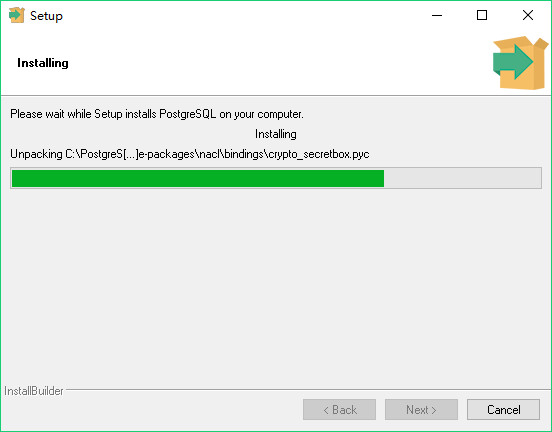 Setup
Installing
Please wait while Setup installs PostgreSQL on your computer.
Installing
Unpacking C:\PostgreS[...]e-packages\nacl\bindings\crypto_secretbox.pyc
InstallBuilder
< Back
Next >
Cancel